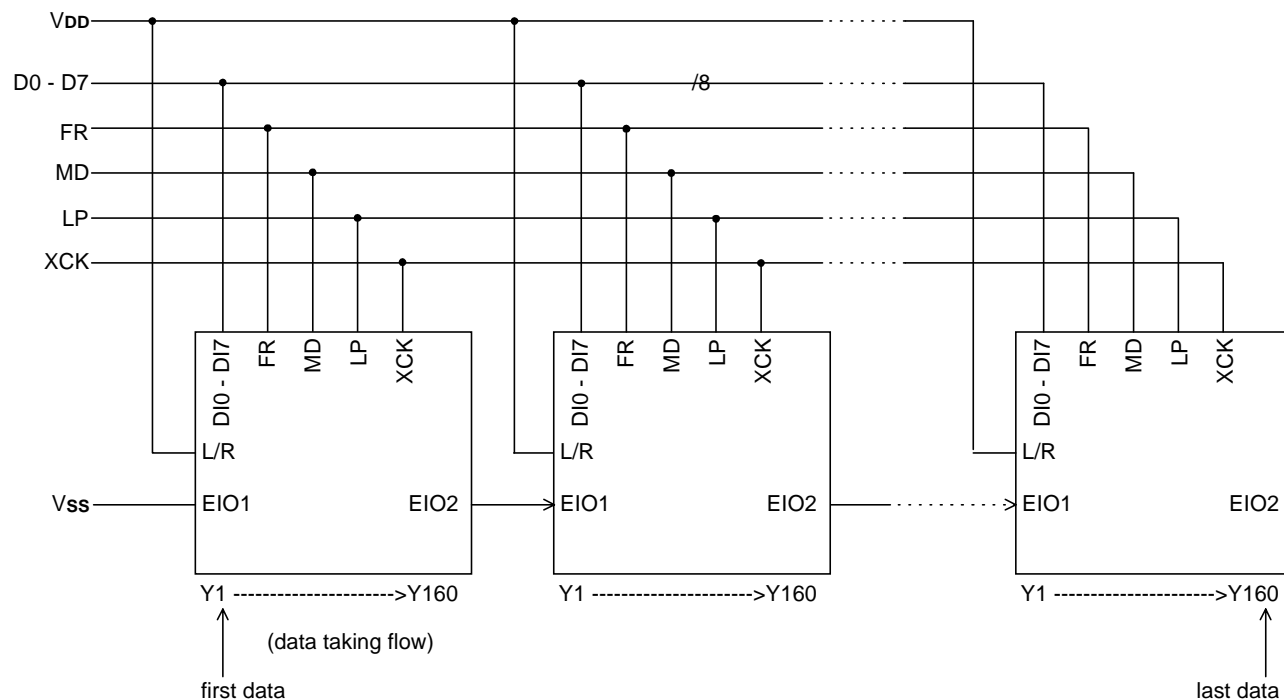 VDD
D0 - D7
/8
FR
MD
LP
XCK
DI0 - DI7 FR MD LP XCK
DI0 - DI7 FR MD LP XCK
DI0 - DI7 FR MD LP XCK
L/R L/R L/R
VSS EIO1 EIO2 EIO1 EIO2 EIO1 EIO2
Y1 ---------------------->Y160 Y1 ---------------------->Y160 Y1 ---------------------->Y160
(data taking flow)
first data last data